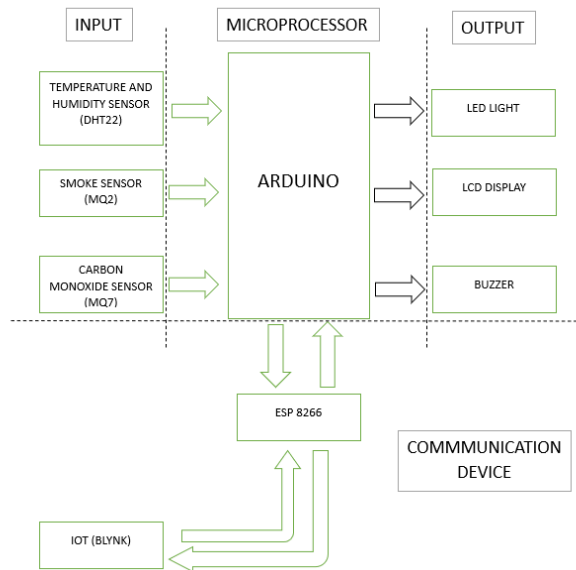 INPUT
MICROPROCESSOR
OUTPUT
TEMPERATURE AND
HUMIDITY SENSOR
(DHT22)
SMOKE SENSOR
(MQ2)
CARBON
MONOXIDE SENSOR
(MQ7)
ARDUINO
LED LIGHT
LCD DISPLAY
BUZZER
ESP 8266
COMMMUNICATION
DEVICE
IOT (BLYNK)